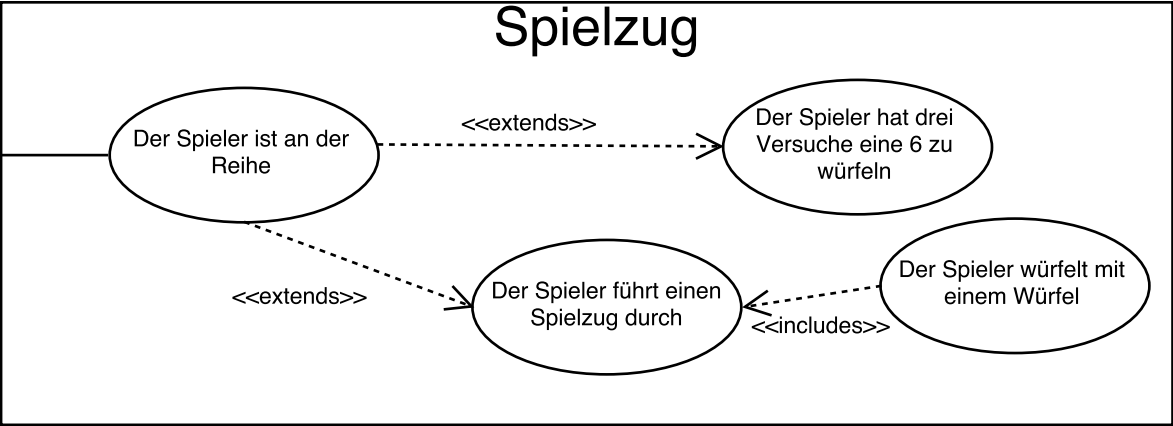 Spielzug
Der Spieler ist an der
Reihe
<<extends>>
Der Spieler hat drei
Versuche eine 6 zu
würfeln
<<extends>>
Der Spieler führt einen
Spielzug durch
<<includes>>
Der Spieler würfelt mit
einem Würfel